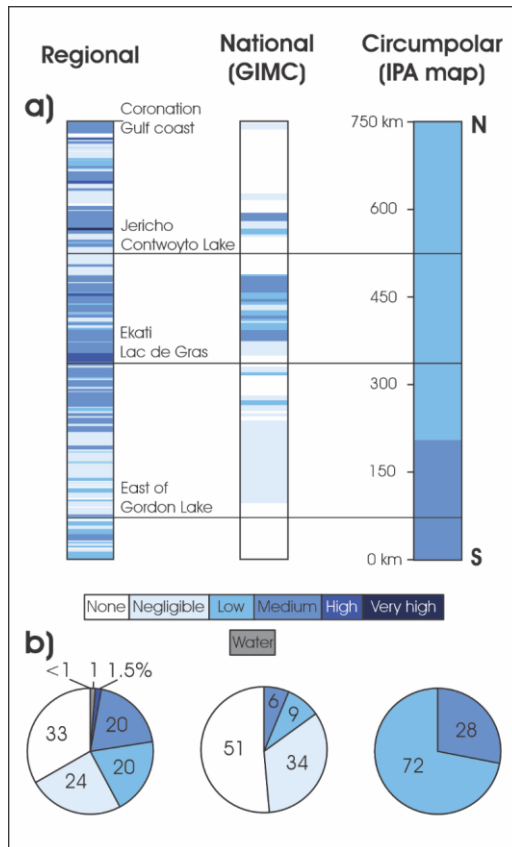 Regional
National
(GIMC)
Circumpolar
(IPA map)
a)
Coronation
Gulf coast
750 km
N
600
Jericho
Contwoyto Lake
450
Ekati
Lac de Gras
300
150
East of
Gordon Lake
0 km
S
None Negligible Low Medium High Very high
Water
b)
<1 1 1.5%
33 20 20 24
51 6 9 34
72 28